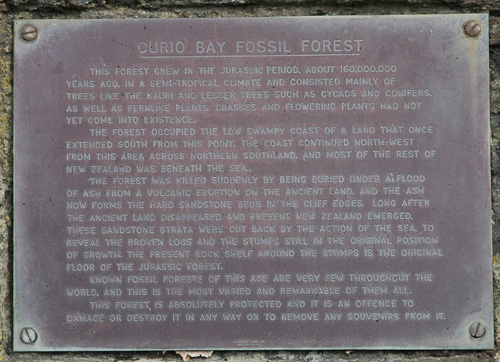 CURIO BAY FOSSIL FOREST
THIS FOREST GREW IN THE JURASSIC PERIOD, ABOUT 160,000,000
YEARS AGO, IN A SEMI-TROPICAL CLIMATE AND CONSISTED MAINLY OF
TREES LIKE THE KAURI AND LESSER TREES SUCH AS CYCADS AND CONIFERS,
AS WELL AS FERNLIKE PLANTS. GRASSES AND FLOWERING PLANTS HAD NOT
YET COME INTO EXISTENCE.
THE FOREST OCCUPIED THE LOW SWAMPY COAST OF A LAND THAT ONCE
EXTENDED SOUTH FROM THIS POINT. THE COAST CONTINUED NORTH-WEST
FROM THIS AREA ACROSS NORTHERN SOUTHLAND, AND MOST OF THE REST OF
NEW ZEALAND WAS BENEATH THE SEA.
THE FOREST WAS KILLED SUDDENLY BY BEING BURIED UNDER A FLOOD
OF ASH FROM A VOLCANIC ERUPTION ON THE ANCIENT LAND, AND THE ASH
NOW FORMS THE HARD SANDSTONE BEDS IN THE CLIFF EDGES. LONG AFTER
THE ANCIENT LAND DISAPPEARED AND PRESENT NEW ZEALAND EMERGED,
THESE SANDSTONE STRATA WERE CUT BACK BY THE ACTION OF THE SEA, TO
REVEAL THE BROKEN LOGS AND THE STUMPS STILL IN THE ORIGINAL POSITION
OF GROWTH. THE PRESENT ROCK SHELF AROUND THE STUMPS IS THE ORIGINAL
FLOOR OF THE JURASSIC FOREST.
KNOWN FOSSIL FORESTS OF THIS AGE ARE VERY FEW THROUGHOUT THE
WORLD, AND THIS IS THE MOST VARIED AND REMARKABLE OF THEM ALL.
THIS FOREST IS ABSOLUTELY PROTECTED AND IT IS AN OFFENCE TO
DAMAGE OR DESTROY IT IN ANY WAY OR TO REMOVE ANY SOUVENIRS FROM IT.